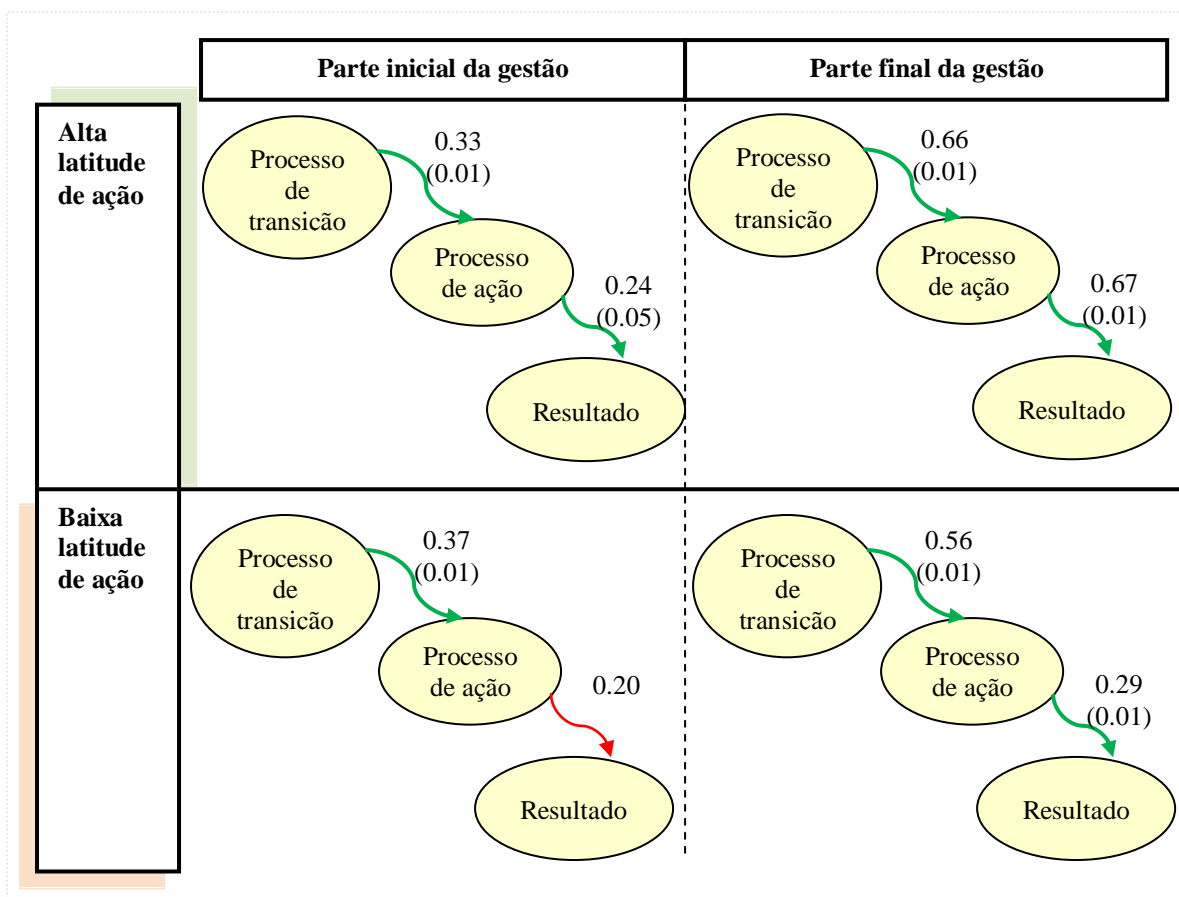 Parte inicial da gestão
Parte final da gestão
Alta
latitude
de ação
Processo
de
transicão
0.33
(0.01)
Processo
de ação
0.24
(0.05)
Resultado
Processo
de
transicão
0.66
(0.01)
Processo
de ação
0.67
(0.01)
Resultado
Baixa
latitude
de ação
Processo
de
transicão
0.37
(0.01)
Processo
de ação
0.20
Resultado
Processo
de
transicão
0.56
(0.01)
Processo
de ação
0.29
(0.01)
Resultado